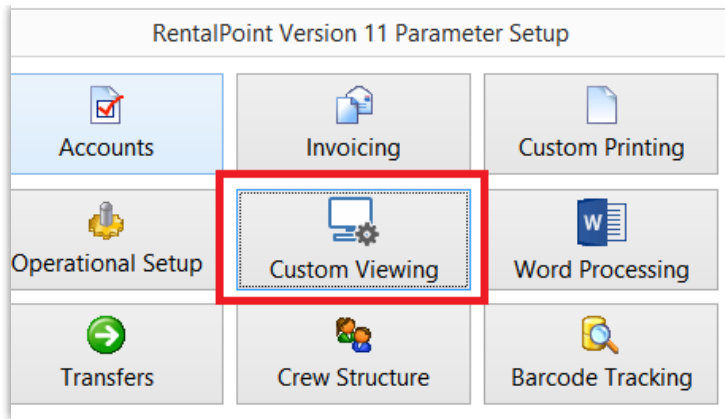 RentalPoint Version 11 Parameter Setup
Accounts
Invoicing
Custom Printing
Operational Setup
Custom Viewing
W
Word Processing
Transfers
Crew Structure
Barcode Tracking